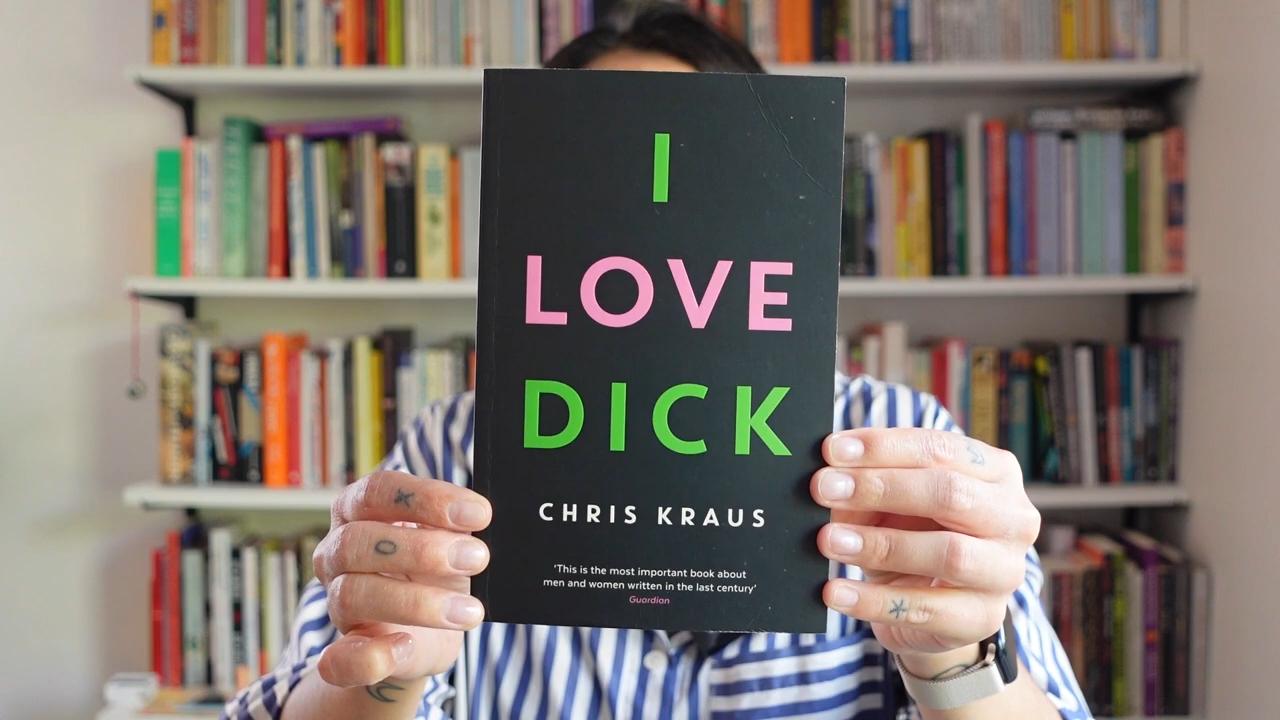 I
LOVE
DICK
CHRIS KRAUS
‘This is the most important book about
men and women written in the last century’
Guardian